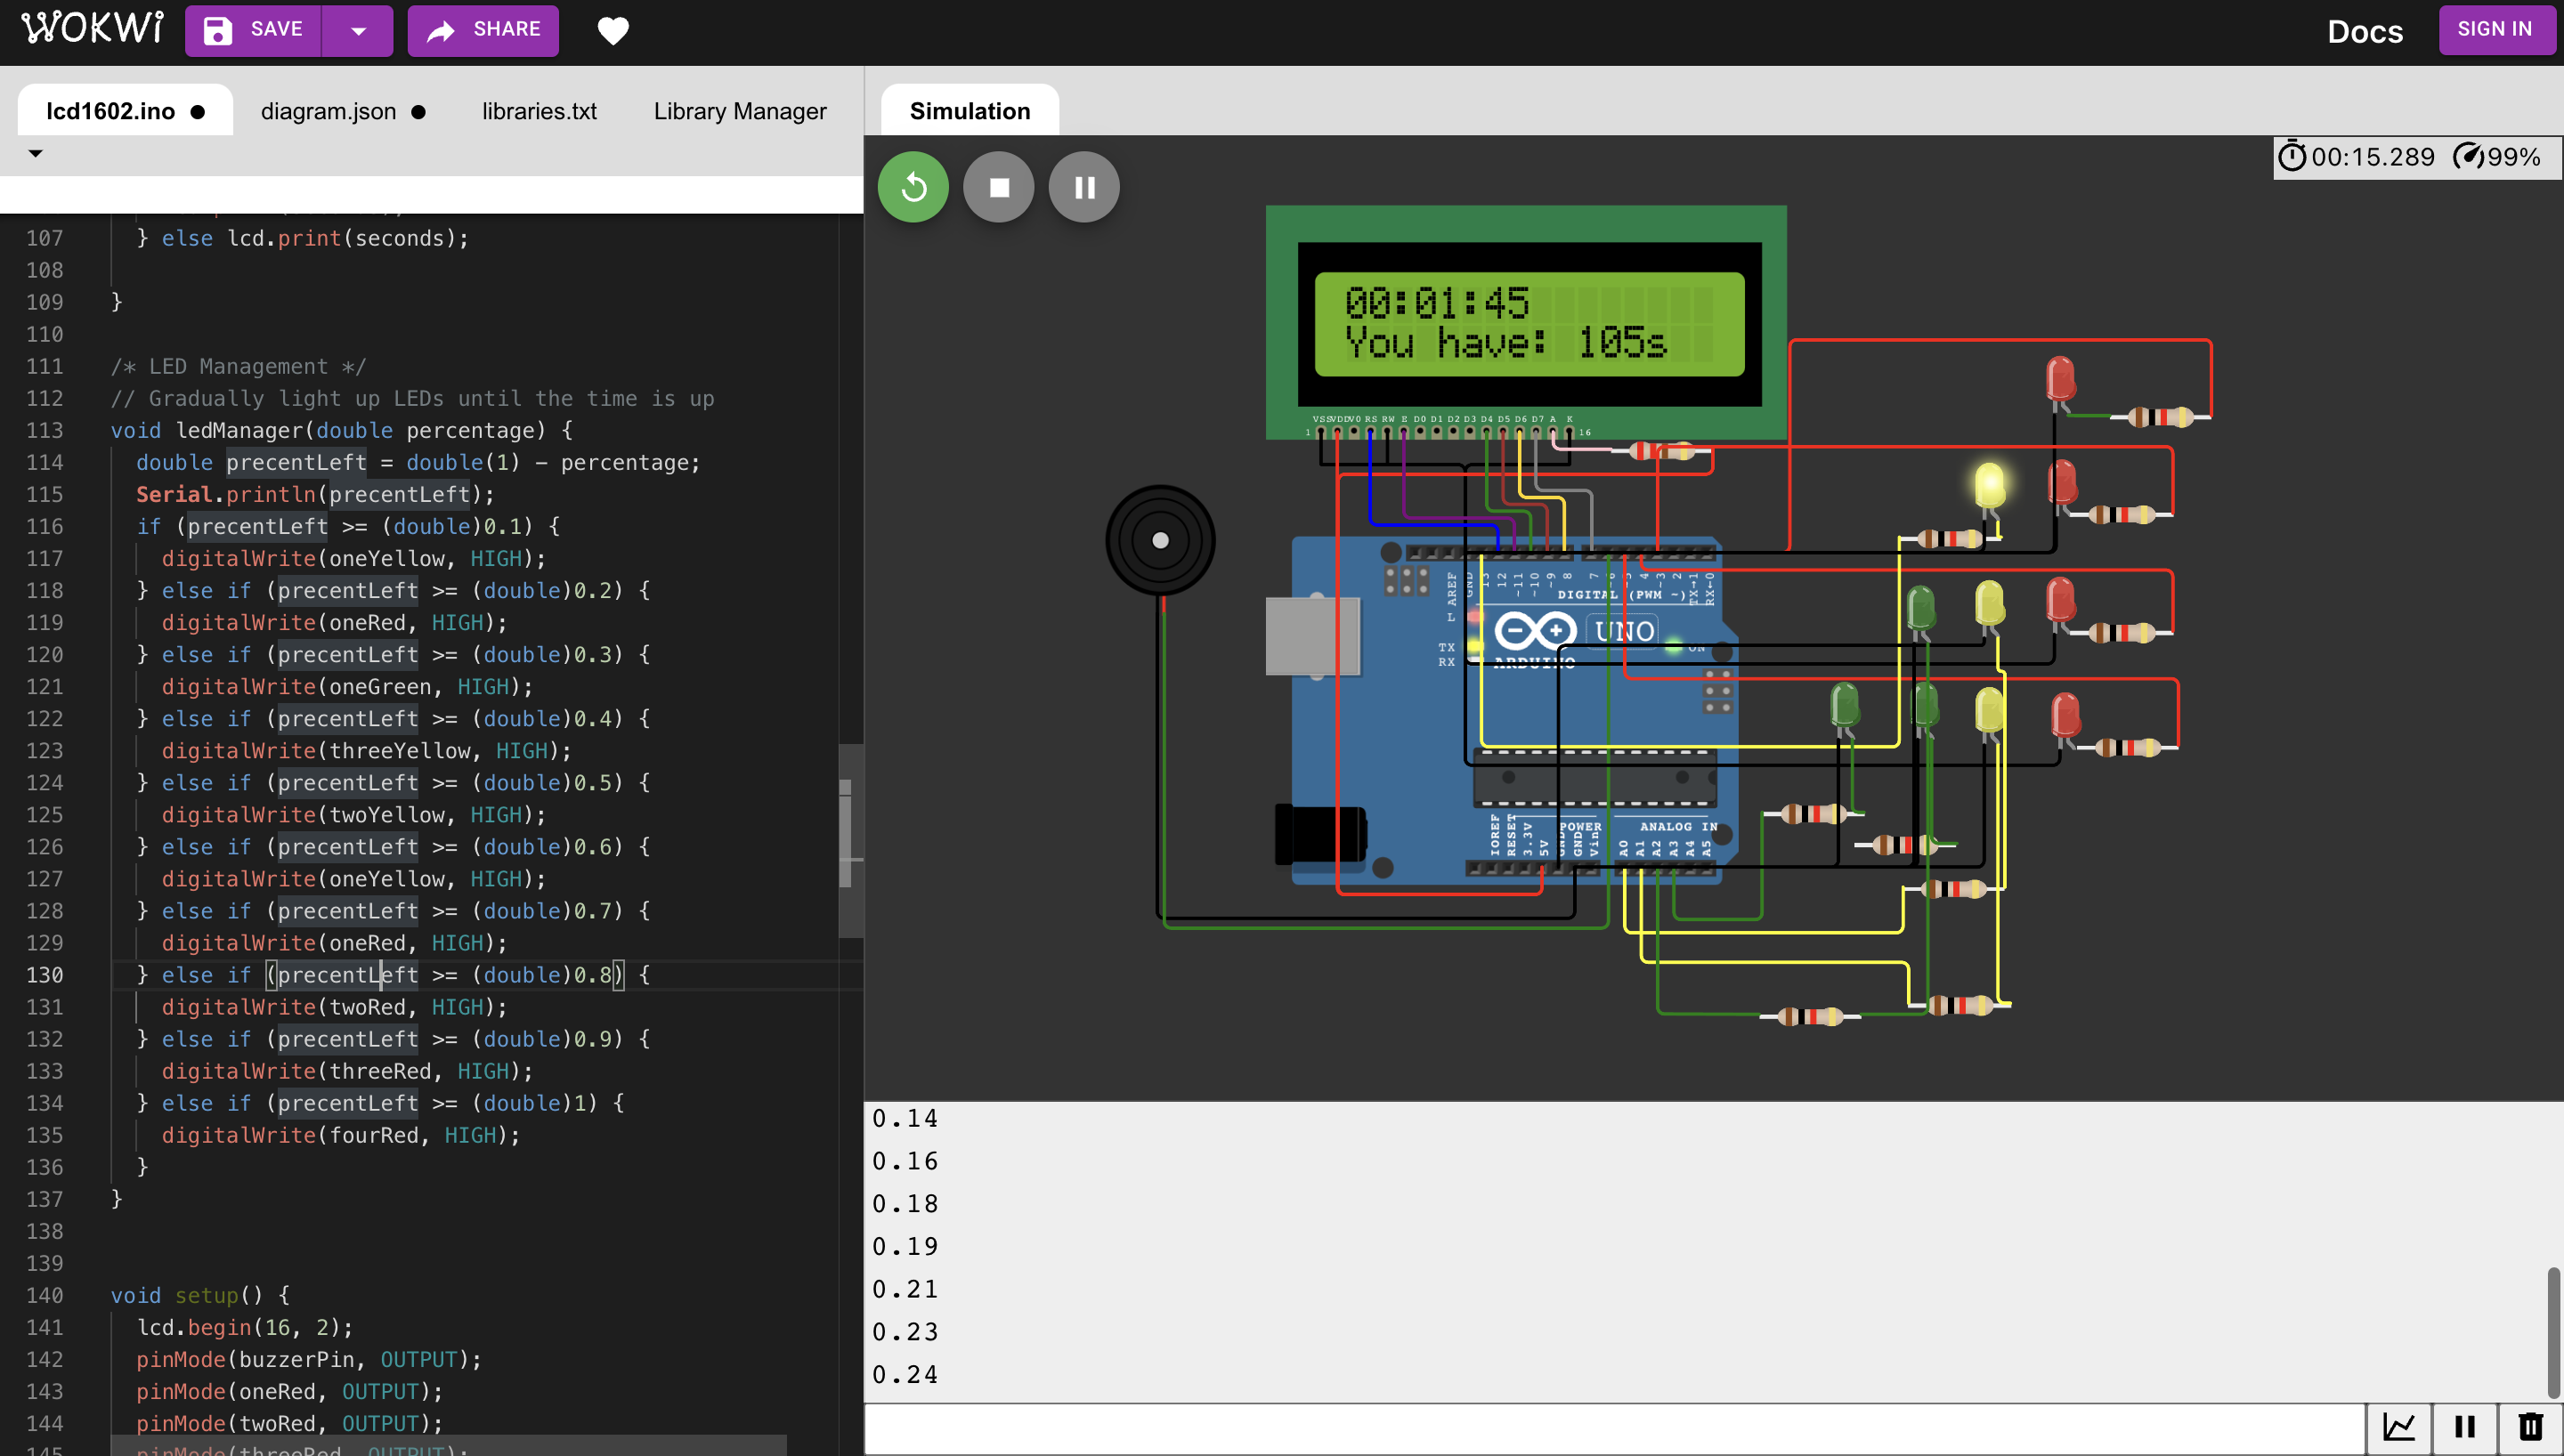 WOKWI
SAVE
SHARE
Docs
SIGN IN
lcd1602.ino
diagram.json
libraries.txt
Library Manager
107 } else lcd.print(seconds);
108
109 }
110
111 /* LED Management */
112 // Gradually light up LEDs until the time is up
113 void ledManager(double percentage) {
114 double precentLeft = double(1) - percentage;
115 Serial.println(precentLeft);
116 if (precentLeft >= (double)0.1) {
117 digitalWrite(oneYellow, HIGH);
118 } else if (precentLeft >= (double)0.2) {
119 digitalWrite(oneRed, HIGH);
120 } else if (precentLeft >= (double)0.3) {
121 digitalWrite(oneGreen, HIGH);
122 } else if (precentLeft >= (double)0.4) {
123 digitalWrite(threeYellow, HIGH);
124 } else if (precentLeft >= (double)0.5) {
125 digitalWrite(twoYellow, HIGH);
126 } else if (precentLeft >= (double)0.6) {
127 digitalWrite(oneYellow, HIGH);
128 } else if (precentLeft >= (double)0.7) {
129 digitalWrite(oneRed, HIGH);
130 } else if (precentLeft >= (double)0.8) {
131 digitalWrite(twoRed, HIGH);
132 } else if (precentLeft >= (double)0.9) {
133 digitalWrite(threeRed, HIGH);
134 } else if (precentLeft >= (double)1) {
135 digitalWrite(fourRed, HIGH);
136 }
137 }
138
139
140 void setup() {
141 lcd.begin(16, 2);
142 pinMode(buzzerPin, OUTPUT);
143 pinMode(oneRed, OUTPUT);
144 pinMode(twoRed, OUTPUT);
145 pinMode(threeRed, OUTPUT);
Simulation
00:15.289 99%
00:01:45
You have: 105s
VSS VDD V0 RS RW E D0 D1 D2 D3 D4 D5 D6 D7 A K
1 16
AREF GND 13 12 ~11 ~10 ~9 8 7 ~6 ~5 4 ~3 2 TX→1 RX←0
DIGITAL (PWM ~)
L
UNO
TX
ON
RX
ARDUINO
POWER
ANALOG IN
IOREF RESET 3.3V 5V GND GND Vin A0 A1 A2 A3 A4 A5
0.14
0.16
0.18
0.19
0.21
0.23
0.24